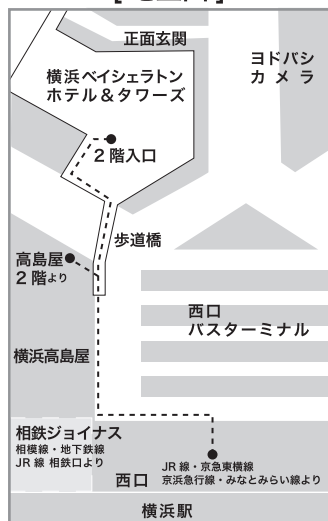 正面玄関
ヨドバシ
カメラ
横浜ベイシェラトン
ホテル&タワーズ
2階入口
歩道橋
高島屋
2階より
西口
バスターミナル
横浜高島屋
相鉄ジョイナス
相模線・地下鉄線
JR線 相鉄口より
JR線・京急東横線
京浜急行線・みなとみらい線より
西口
横浜駅